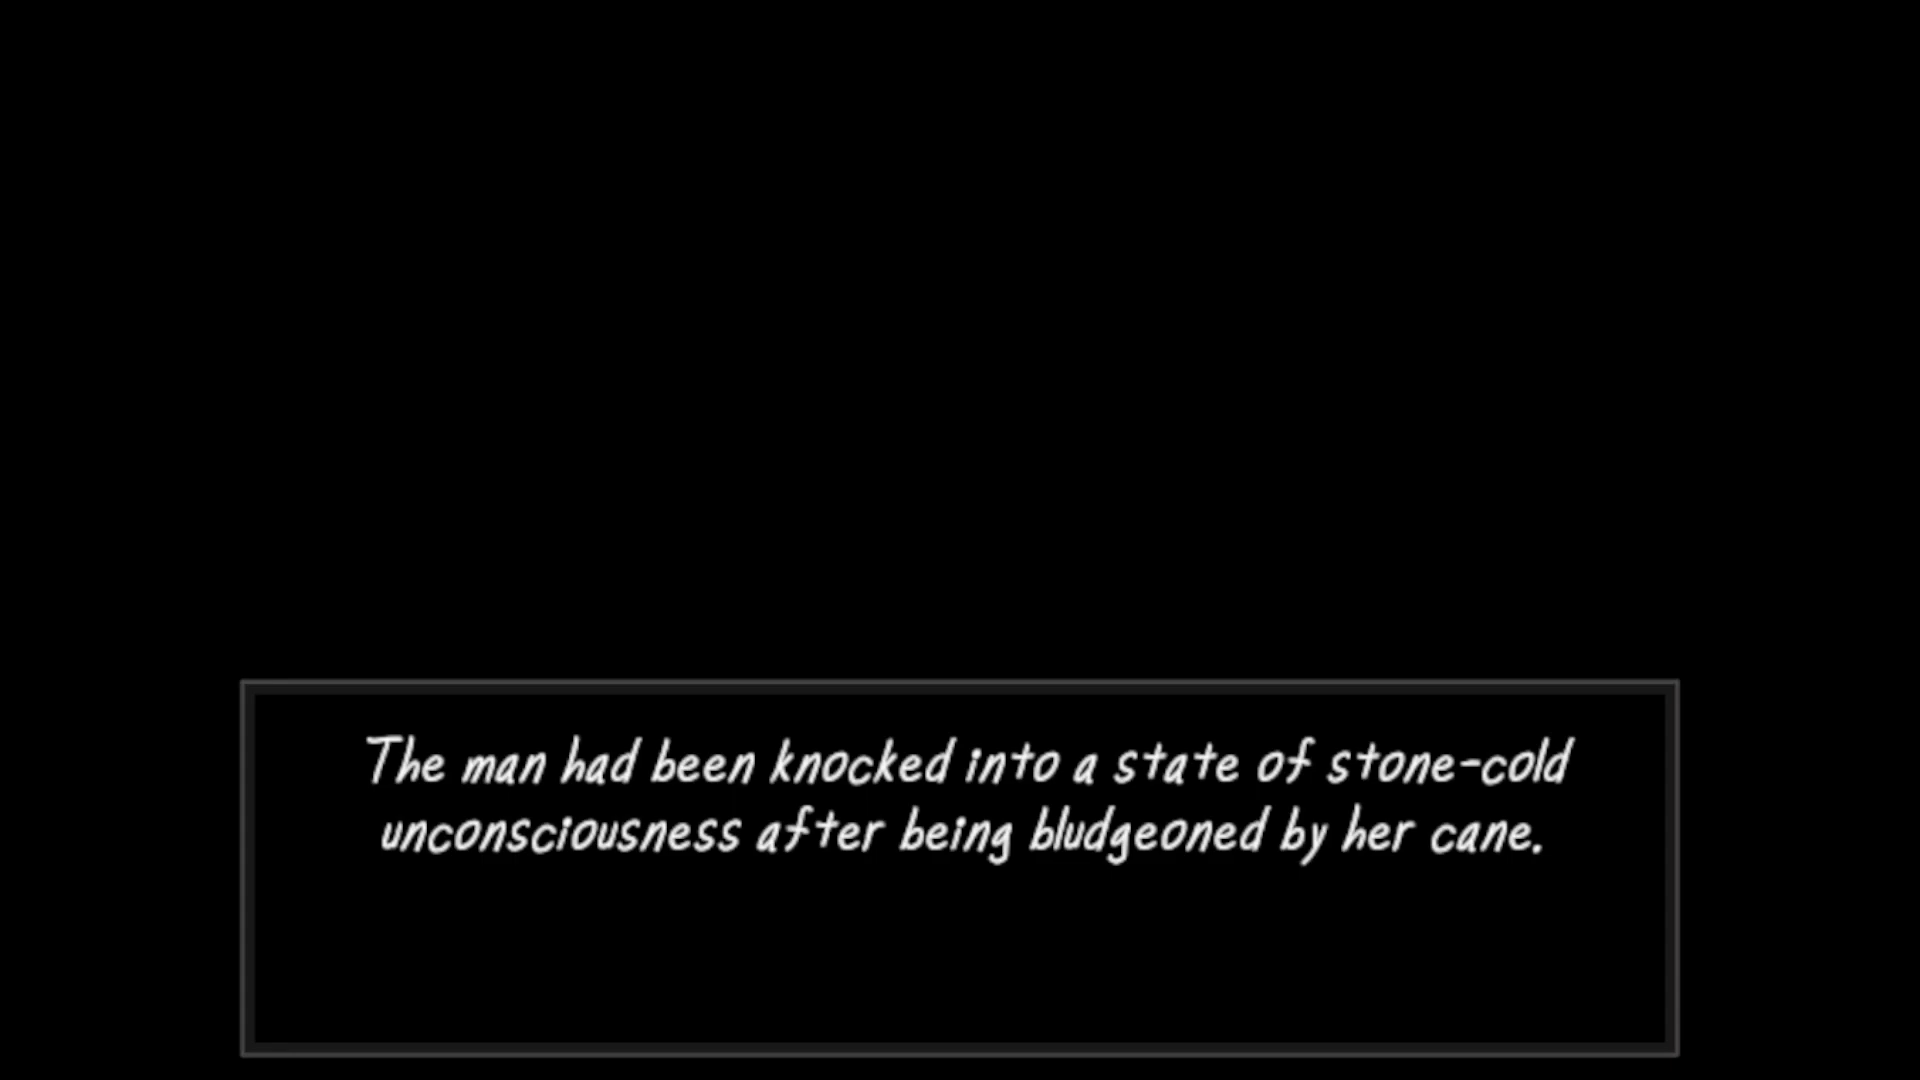 The man had been knocked into a state of stone-cold
unconsciousness after being bludgeoned by her cane.